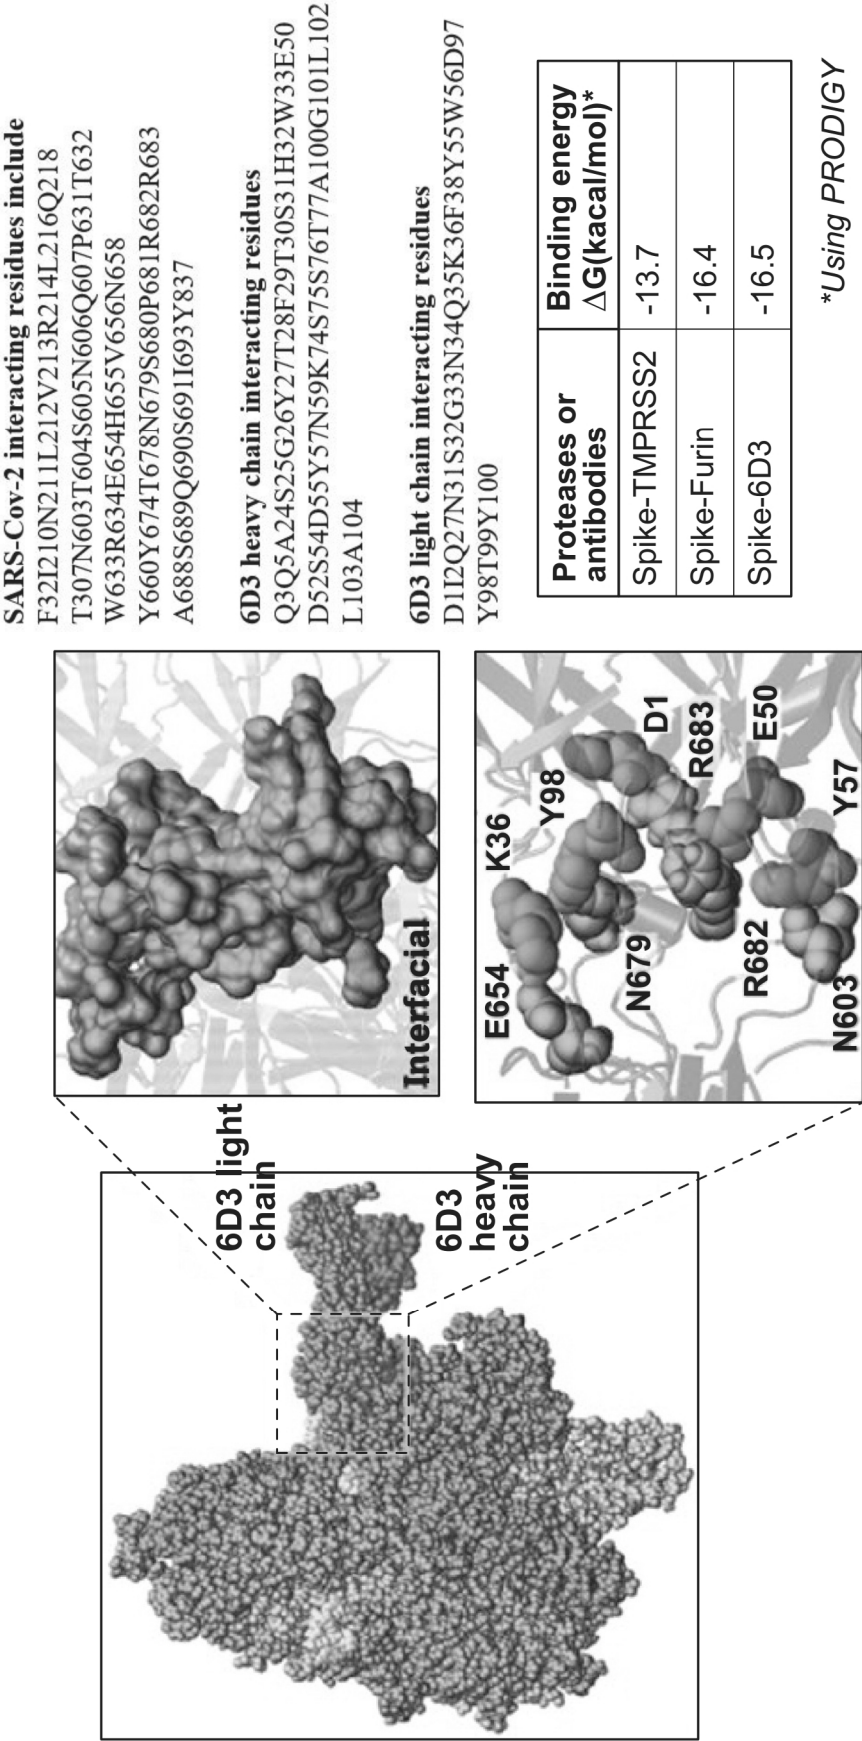 6D3 light
chain
6D3
heavy
chain
Interfacial
E654
K36
Y98
N679
D1
R683
R682
E50
N603
Y57
SARS-Cov-2 interacting residues include
F32I210N211L212V213R214L216Q218
T307N603T604S605N606Q607P631T632
W633R634E654H655V656N658
Y660Y674T678N679S680P681R682R683
A688S689Q690S691I693Y837
6D3 heavy chain interacting residues
Q3Q5A24S25G26Y27T28F29T30S31H32W33E50
D52S54D55Y57N59K74S75S76T77A100G101L102
L103A104
6D3 light chain interacting residues
D1I2Q27N31S32G33N34Q35K36F38Y55W56D97
Y98T99Y100
Proteases or
antibodies
Binding energy
ΔG(kacal/mol)*
Spike-TMPRSS2 -13.7
Spike-Furin -16.4
Spike-6D3 -16.5
*Using PRODIGY